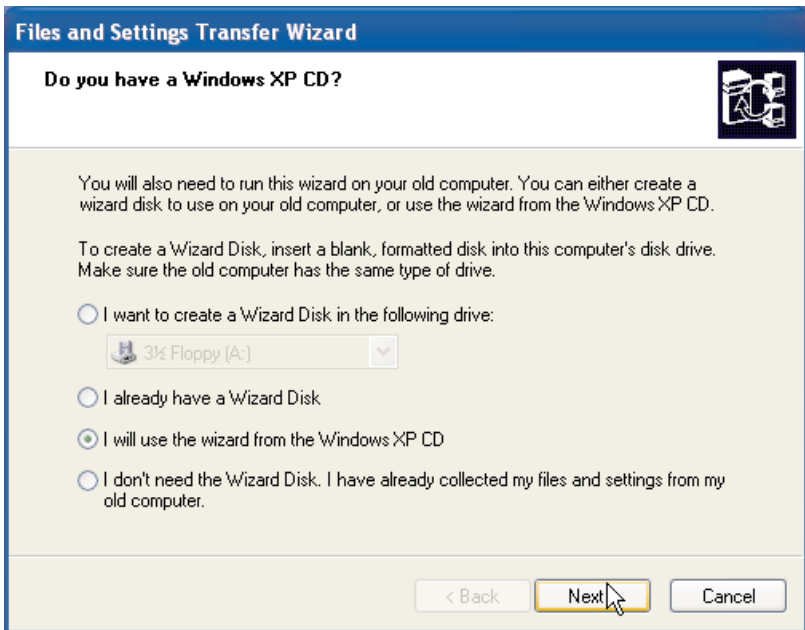 Files and Settings Transfer Wizard
Do you have a Windows XP CD?
You will also need to run this wizard on your old computer. You can either create a
wizard disk to use on your old computer, or use the wizard from the Windows XP CD.
To create a Wizard Disk, insert a blank, formatted disk into this computer's disk drive.
Make sure the old computer has the same type of drive.
I want to create a Wizard Disk in the following drive:
3½ Floppy (A:)
I already have a Wizard Disk
I will use the wizard from the Windows XP CD
I don't need the Wizard Disk. I have already collected my files and settings from my
old computer.
< Back Next > Cancel